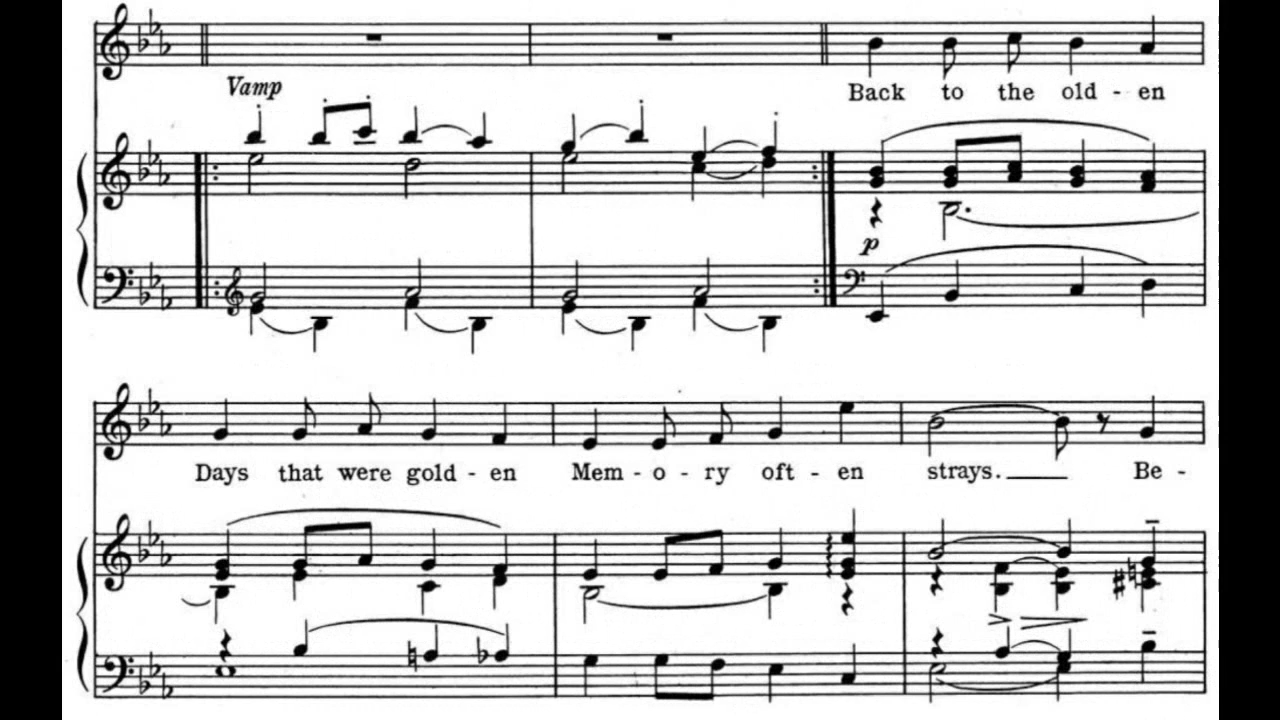 Vamp
Back to the old - en
p
Days that were gold - en Mem - o - ry oft - en strays. Be -